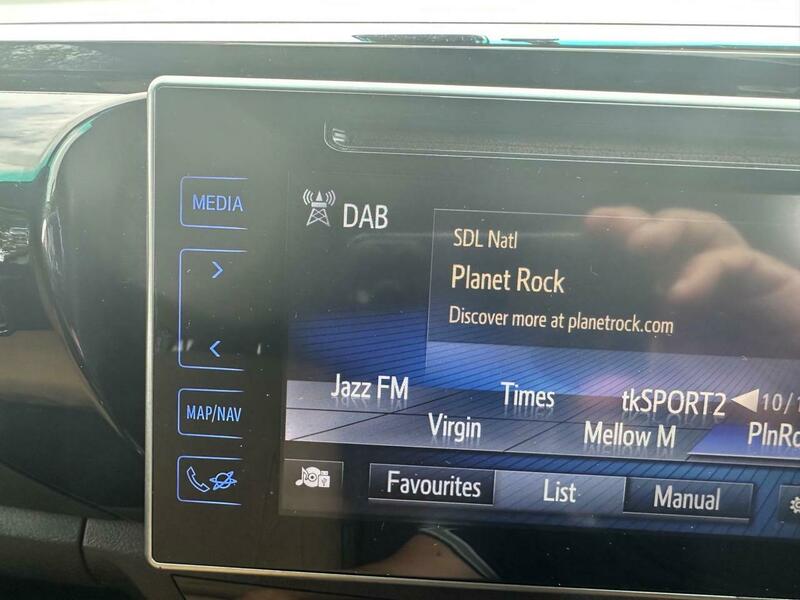 MEDIA
DAB
SDL Natl
Planet Rock
Discover more at planetrock.com
MAP/NAV
Jazz FM
Times
tkSPORT2
10/
Virgin
Mellow M
Favourites
List
Manual